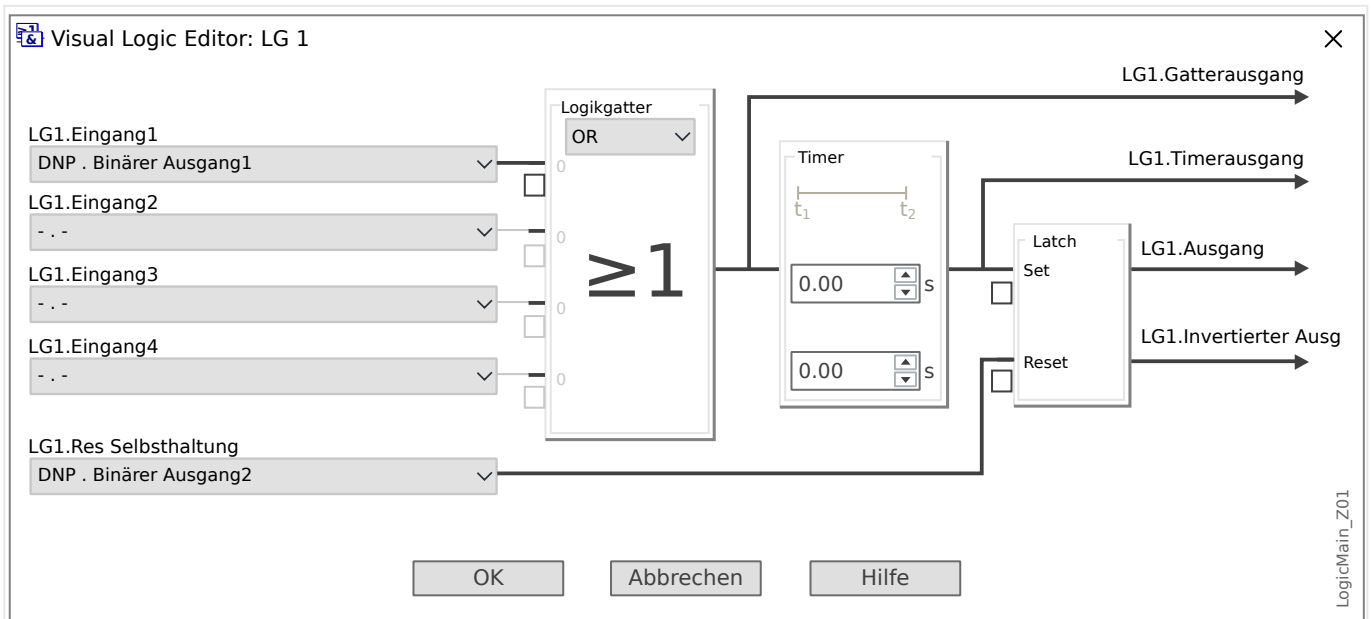 ≥1
&
Visual Logic Editor: LG 1
LG1.Gatterausgang
Logikgatter
OR
LG1.Eingang1
DNP . Binärer Ausgang1
0
Timer
LG1.Timerausgang
t1 t2
LG1.Eingang2
- . -
0
≥1
Latch
LG1.Ausgang
Set
0.00 s
LG1.Eingang3
- . -
0
LG1.Invertierter Ausg
Reset
0.00 s
LG1.Eingang4
- . -
0
LG1.Res Selbsthaltung
DNP . Binärer Ausgang2
OK
Abbrechen
Hilfe
LogicMain_Z01